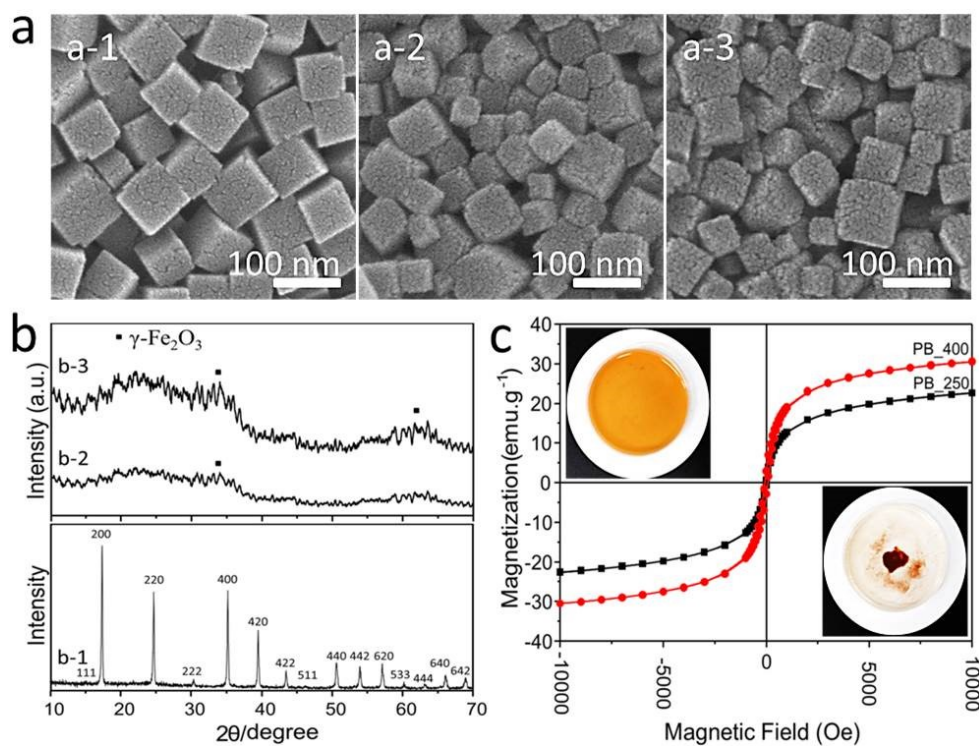 a
a-1
a-2
a-3
100 nm
100 nm
100 nm
b
γ-Fe₂O₃
b-3
b-2
Intensity (a.u.)
200
220
400
420
111
222
422
511
440
442
620
533
444
640
642
b-1
Intensity
10
20
30
40
50
60
70
2θ/degree
c
40
30
20
10
0
-10
-20
-30
-40
Magnetization(emu.g⁻¹)
PB_400
PB_250
-10000
-5000
0
5000
10000
Magnetic Field (Oe)